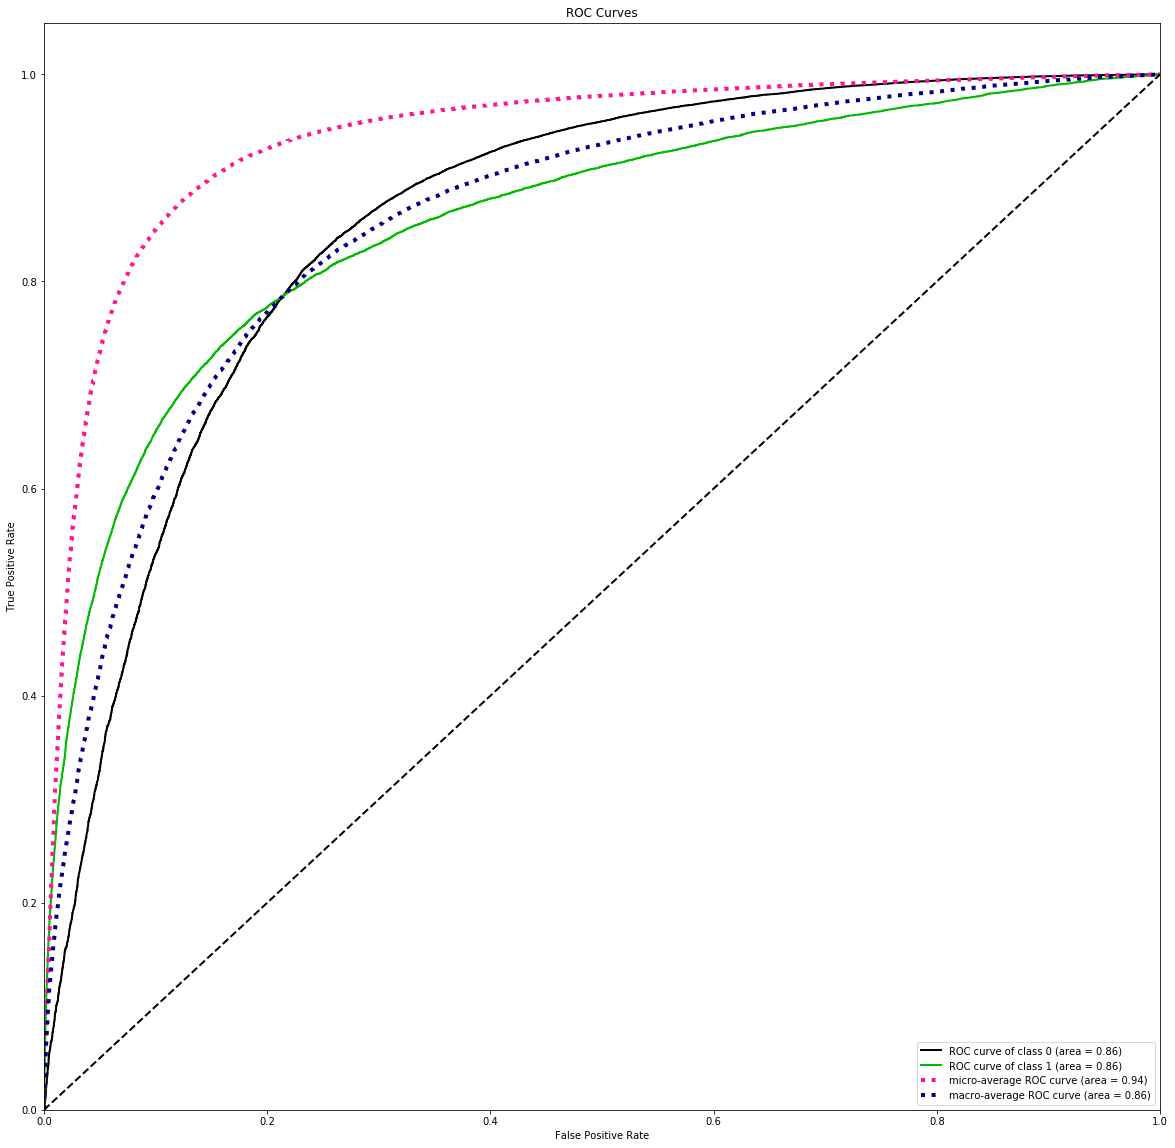 ROC Curves
1.0
0.8
0.6
0.4
0.2
0.0
True Positive Rate
0.0 0.2 0.4 0.6 0.8 1.0
False Positive Rate
ROC curve of class 0 (area = 0.86)
ROC curve of class 1 (area = 0.86)
micro-average ROC curve (area = 0.94)
macro-average ROC curve (area = 0.86)